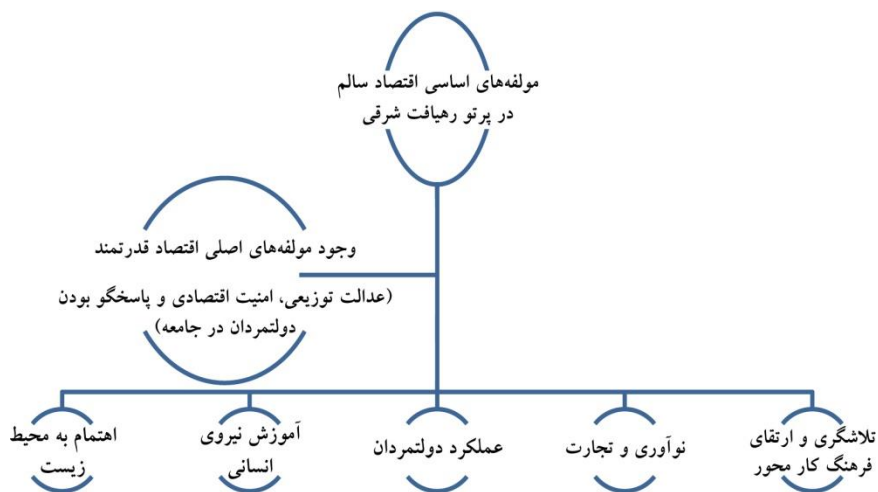 مولفه‌های اساسی اقتصاد سالم
در پرتو رهیافت شرقی
وجود مولفه‌های اصلی اقتصاد قدرتمند
(عدالت توزیعی، امنیت اقتصادی و پاسخگو بودن
دولتمردان در جامعه)
تلاشگری و ارتقای
فرهنگ کار محور
نوآوری و تجارت
عملکرد دولتمردان
آموزش نیروی
انسانی
اهتمام به محیط
زیست